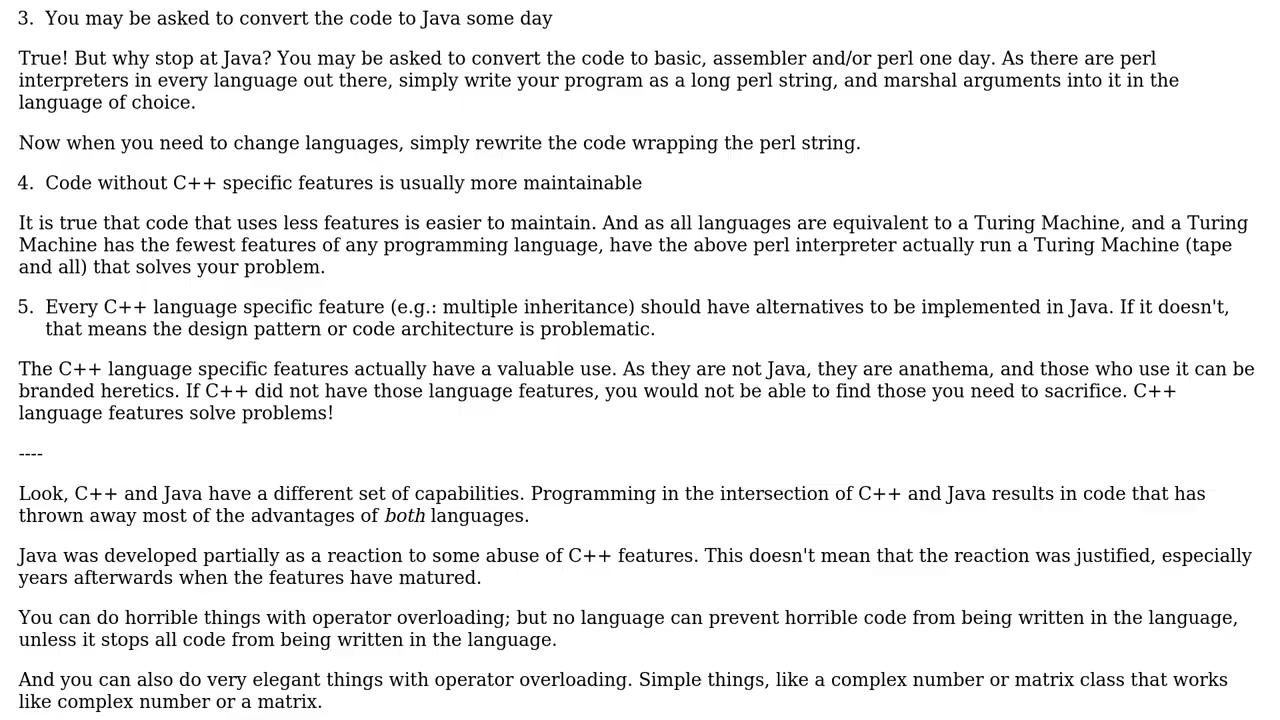 3. You may be asked to convert the code to Java some day
True! But why stop at Java? You may be asked to convert the code to basic, assembler and/or perl one day. As there are perl
interpreters in every language out there, simply write your program as a long perl string, and marshal arguments into it in the
language of choice.
Now when you need to change languages, simply rewrite the code wrapping the perl string.
4. Code without C++ specific features is usually more maintainable
It is true that code that uses less features is easier to maintain. And as all languages are equivalent to a Turing Machine, and a Turing
Machine has the fewest features of any programming language, have the above perl interpreter actually run a Turing Machine (tape
and all) that solves your problem.
5. Every C++ language specific feature (e.g.: multiple inheritance) should have alternatives to be implemented in Java. If it doesn't,
that means the design pattern or code architecture is problematic.
The C++ language specific features actually have a valuable use. As they are not Java, they are anathema, and those who use it can be
branded heretics. If C++ did not have those language features, you would not be able to find those you need to sacrifice. C++
language features solve problems!
----
Look, C++ and Java have a different set of capabilities. Programming in the intersection of C++ and Java results in code that has
thrown away most of the advantages of both languages.
Java was developed partially as a reaction to some abuse of C++ features. This doesn't mean that the reaction was justified, especially
years afterwards when the features have matured.
You can do horrible things with operator overloading; but no language can prevent horrible code from being written in the language,
unless it stops all code from being written in the language.
And you can also do very elegant things with operator overloading. Simple things, like a complex number or matrix class that works
like complex number or a matrix.